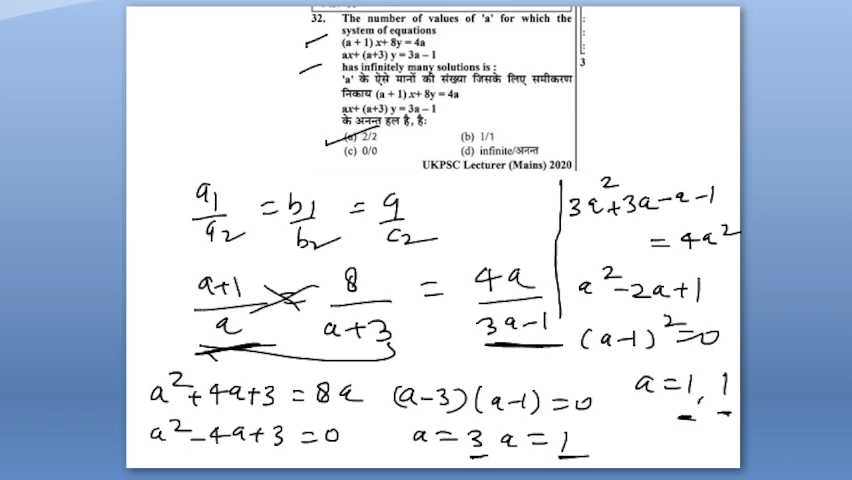 32. The number of values of 'a' for which the
system of equations
(a + 1) x+ 8y = 4a
ax+ (a+3) y = 3a – 1
has infinitely many solutions is :
'a' के ऐसे मानों की संख्या जिसके लिए समीकरण
निकाय (a + 1) x+ 8y = 4a
ax+ (a+3) y = 3a – 1
के अनन्त हल है, है:
(a) 2/2 (b) 1/1
(c) 0/0 (d) infinite/अनन्त
UKPSC Lecturer (Mains) 2020
3
a1/a2 = b1/b2 = c1/c2
(a+1)/a = 8/(a+3) = 4a/(3a-1)
a²+4a+3 = 8a
a²-4a+3 = 0
(a-3)(a-1) = 0
a = 3 a = 1
3a²+3a-a-1
= 4a²
a²-2a+1
(a-1)² = 0
a = 1, 1